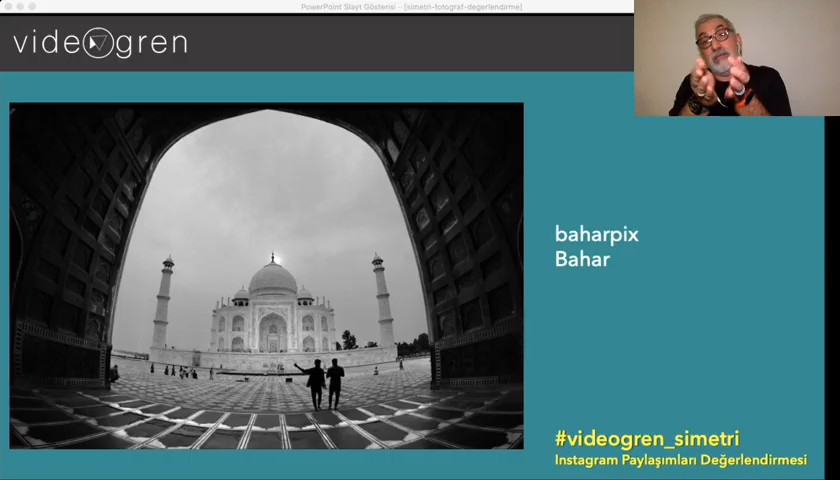 PowerPoint Slayt Gösterisi - [simetri-fotograf-degerlendirme]
videogren
baharpix
Bahar
#videogren_simetri
Instagram Paylaşımları Değerlendirmesi